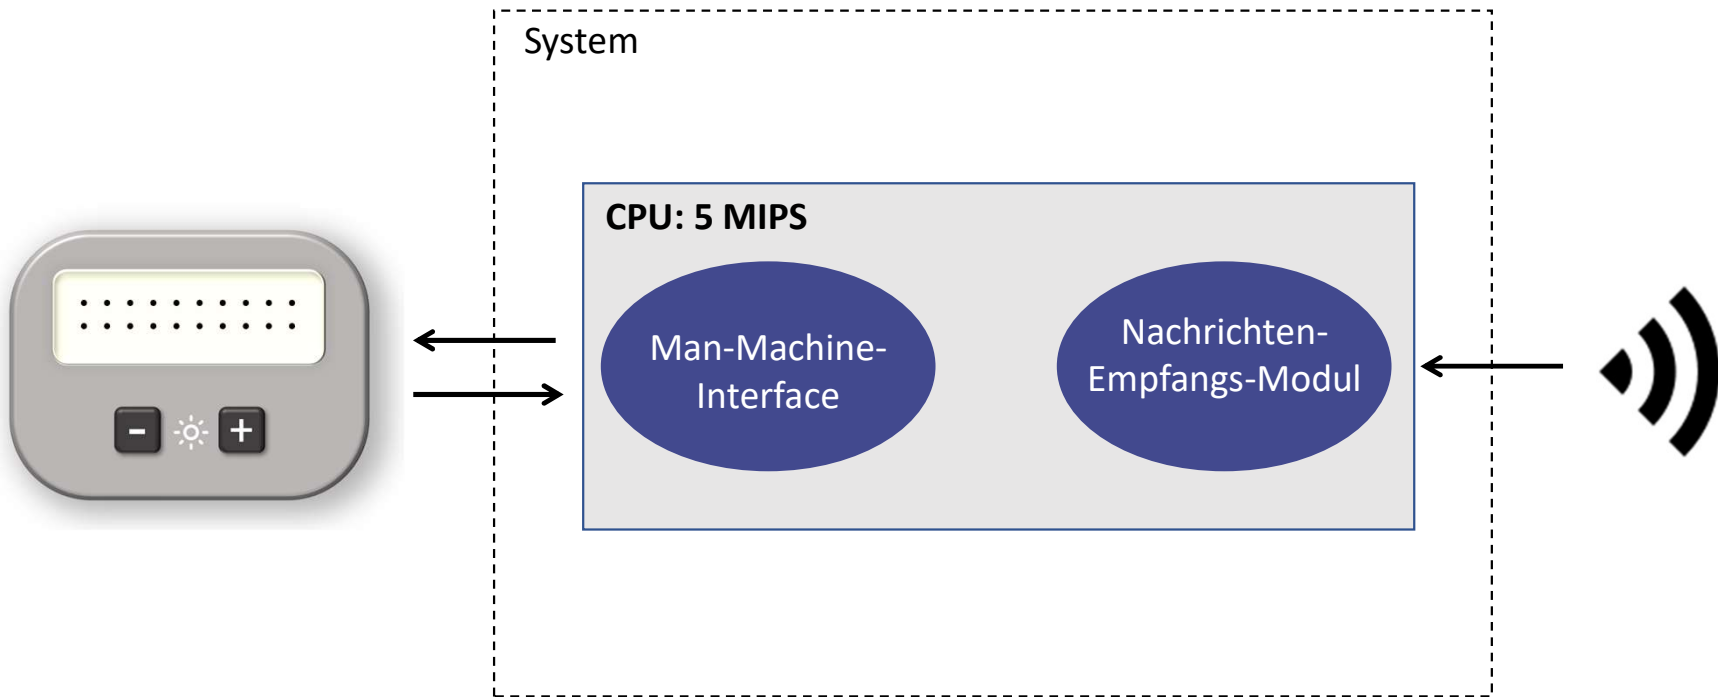 System
CPU: 5 MIPS
Man-Machine-
Interface
Nachrichten-
Empfangs-Modul
- +